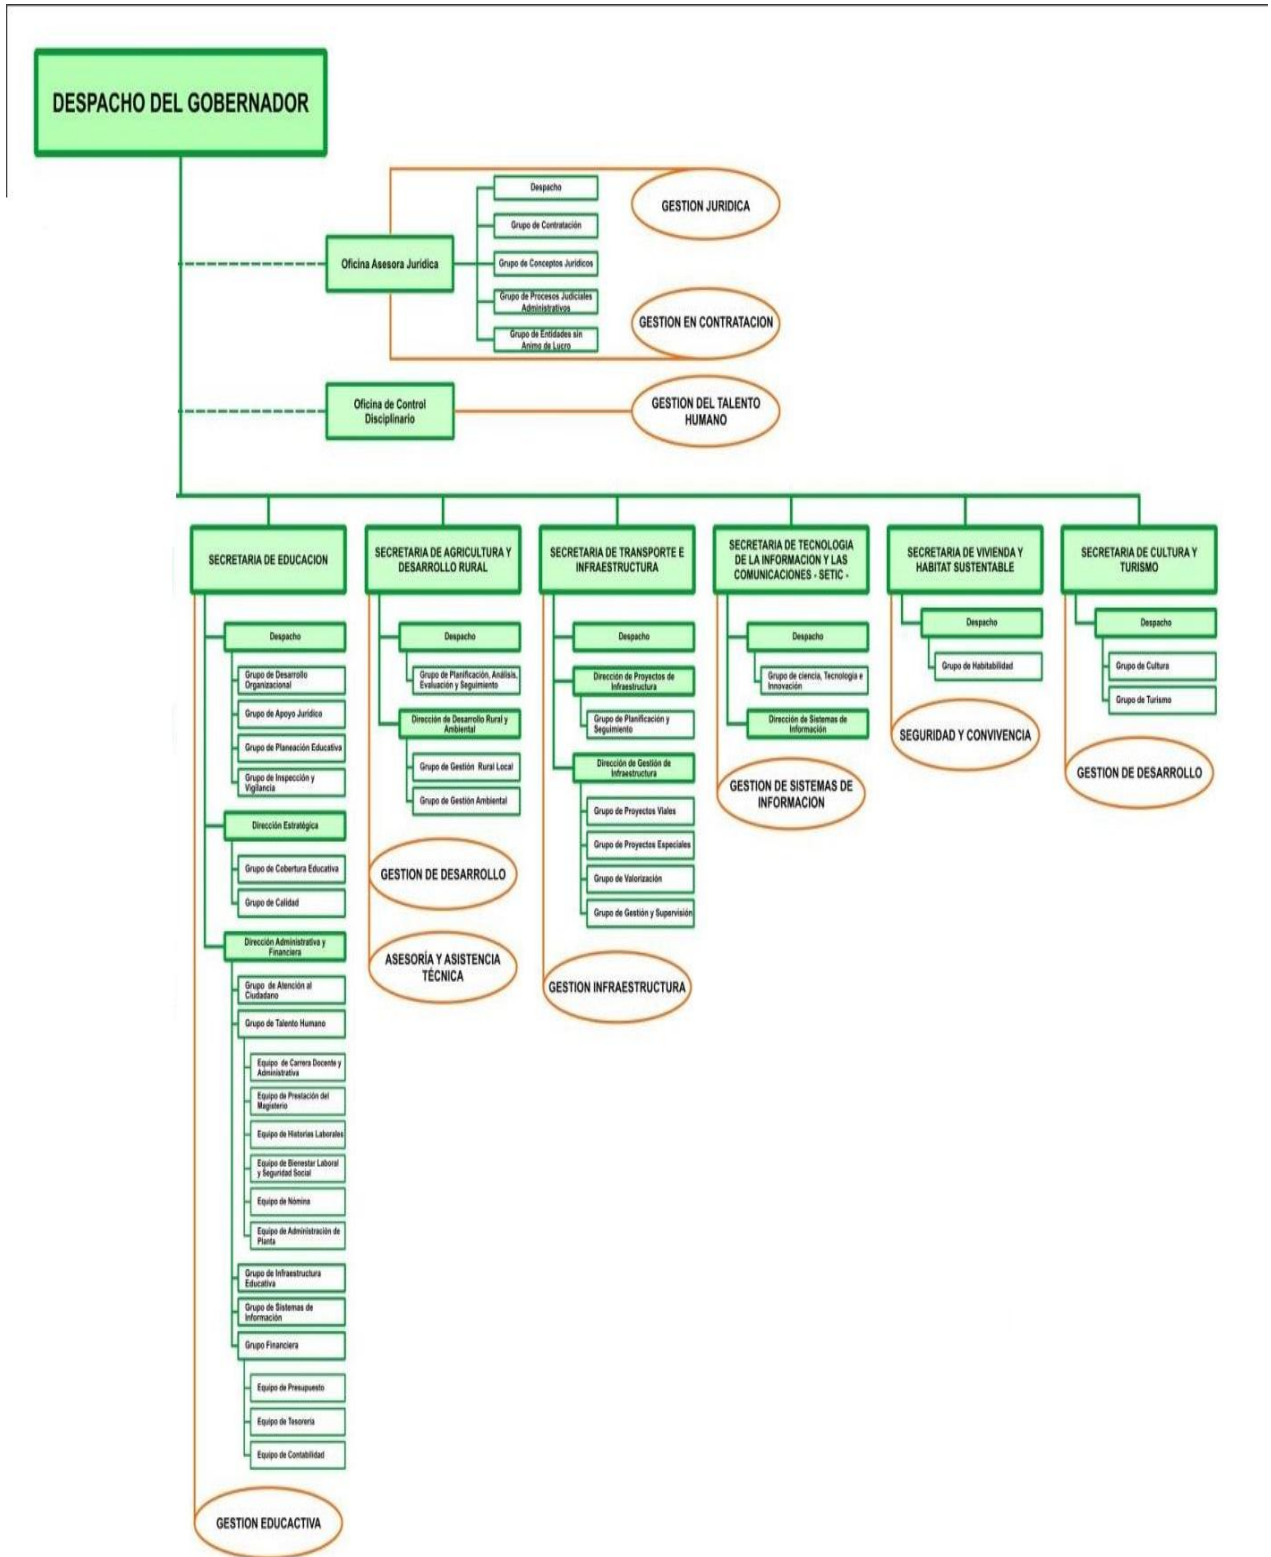 DESPACHO DEL GOBERNADOR
Despacho
GESTION JURIDICA
Grupo de Contratación
Oficina Asesora Jurídica
Grupo de Conceptos Jurídicos
Grupo de Procesos Judiciales
Administrativos
GESTION EN CONTRATACION
Grupo de Entidades sin
Animo de Lucro
Oficina de Control
Disciplinario
GESTION DEL TALENTO
HUMANO
SECRETARIA DE EDUCACION
Despacho
Grupo de Desarrollo
Organizacional
Grupo de Apoyo Jurídico
Grupo de Planeación Educativa
Grupo de Inspección y
Vigilancia
Dirección Estratégica
Grupo de Cobertura Educativa
Grupo de Calidad
Dirección Administrativa y
Financiera
Grupo de Atención al
Ciudadano
Grupo de Talento Humano
Equipo de Carrera Docente y
Administrativa
Equipo de Prestación del
Magisterio
Equipo de Historias Laborales
Equipo de Bienestar Laboral
y Seguridad Social
Equipo de Nómina
Equipo de Administración de
Planta
Grupo de Infraestructura
Educativa
Grupo de Sistemas de
Información
Grupo Financiera
Equipo de Presupuesto
Equipo de Tesorería
Equipo de Contabilidad
GESTION EDUCACTIVA
SECRETARIA DE AGRICULTURA Y
DESARROLLO RURAL
Despacho
Grupo de Planificación, Análisis,
Evaluación y Seguimiento
Dirección de Desarrollo Rural y
Ambiental
Grupo de Gestión Rural Local
Grupo de Gestión Ambiental
GESTION DE DESARROLLO
ASESORÍA Y ASISTENCIA
TÉCNICA
SECRETARIA DE TRANSPORTE E
INFRAESTRUCTURA
Despacho
Dirección de Proyectos de
Infraestructura
Grupo de Planificación y
Seguimiento
Dirección de Gestión de
Infraestructura
Grupo de Proyectos Viales
Grupo de Proyectos Especiales
Grupo de Valorización
Grupo de Gestión y Supervisión
GESTION INFRAESTRUCTURA
SECRETARIA DE TECNOLOGIA
DE LA INFORMACION Y LAS
COMUNICACIONES - SETIC -
Despacho
Grupo de ciencia, Tecnología e
Innovación
Dirección de Sistemas de
Información
GESTION DE SISTEMAS DE
INFORMACION
SECRETARIA DE VIVIENDA Y
HABITAT SUSTENTABLE
Despacho
Grupo de Habitabilidad
SEGURIDAD Y CONVIVENCIA
SECRETARIA DE CULTURA Y
TURISMO
Despacho
Grupo de Cultura
Grupo de Turismo
GESTION DE DESARROLLO